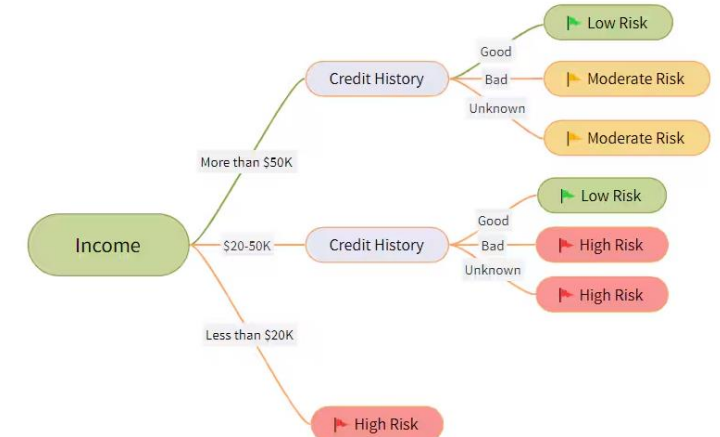 Low Risk
Good
Credit History
Bad
Moderate Risk
Unknown
Moderate Risk
More than $50K
Low Risk
Good
Income
$20-50K
Credit History
Bad
High Risk
Unknown
High Risk
Less than $20K
High Risk